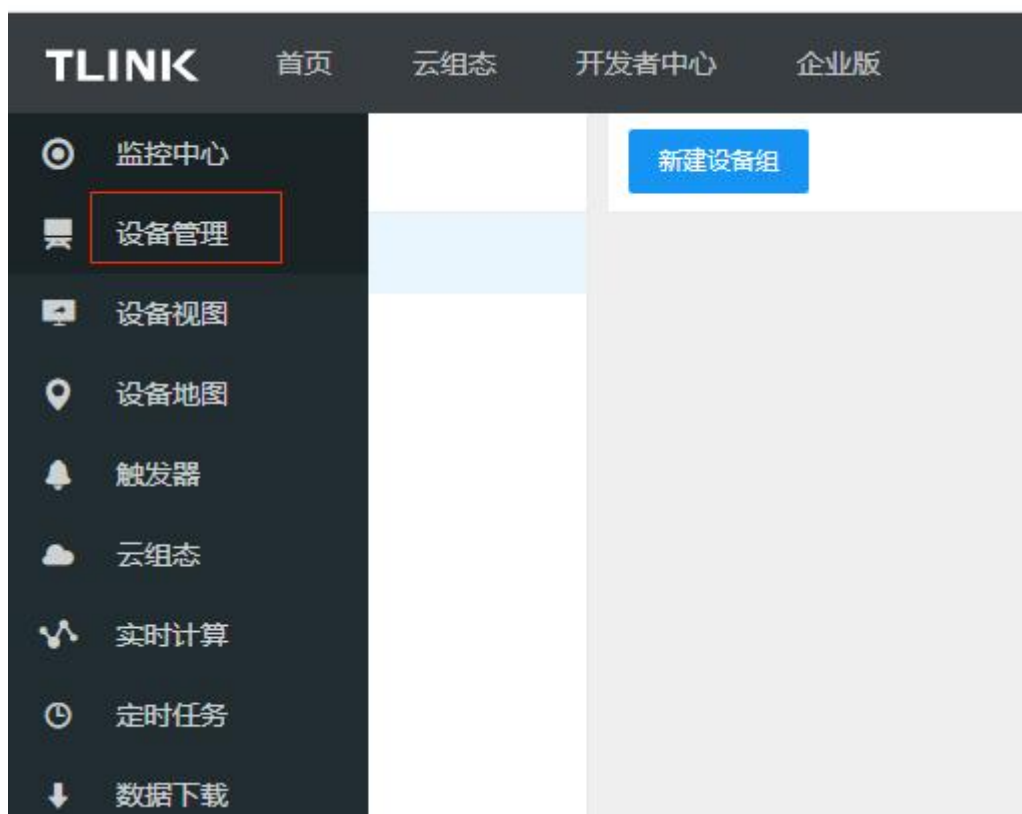 TLINK 首页 云组态 开发者中心 企业版
监控中心
新建设备组
设备管理
设备视图
设备地图
触发器
云组态
实时计算
定时任务
数据下载